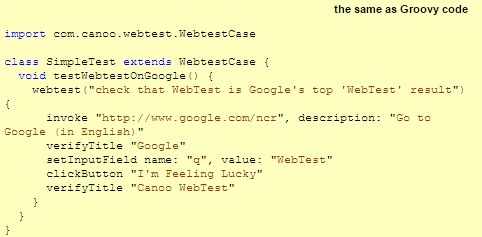 the same as Groovy code
import com.canoo.webtest.WebtestCase
class SimpleTest extends WebtestCase {
void testWebtestOnGoogle() {
webtest("check that WebTest is Google's top 'WebTest' result")
{
invoke "http://www.google.com/ncr", description: "Go to
Google (in English)"
verifyTitle "Google"
setInputField name: "q", value: "WebTest"
clickButton "I'm Feeling Lucky"
verifyTitle "Canoo WebTest"
}
}
}